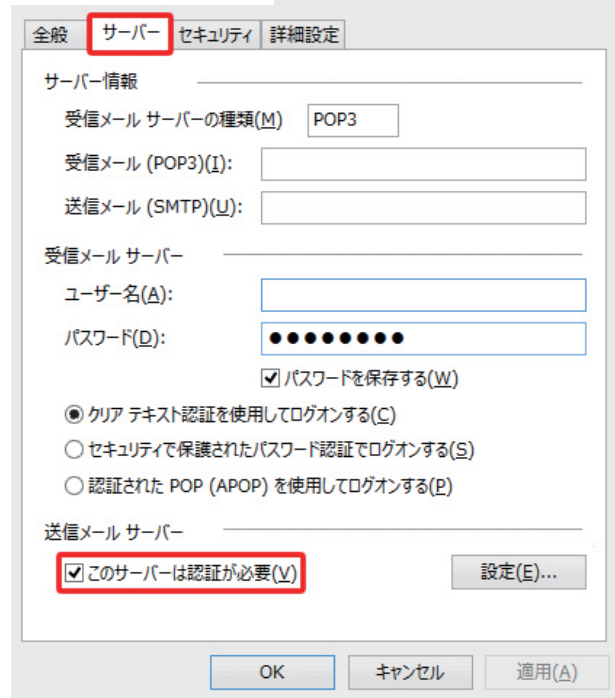 全般 サーバー セキュリティ 詳細設定
サーバー情報
受信メール サーバーの種類(M) POP3
受信メール (POP3)(I):
送信メール (SMTP)(U):
受信メール サーバー
ユーザー名(A):
パスワード(D): ●●●●●●●●
パスワードを保存する(W)
クリア テキスト認証を使用してログオンする(C)
セキュリティで保護されたパスワード認証でログオンする(S)
認証された POP (APOP) を使用してログオンする(P)
送信メール サーバー
このサーバーは認証が必要(V) 設定(E)...
OK キャンセル 適用(A)